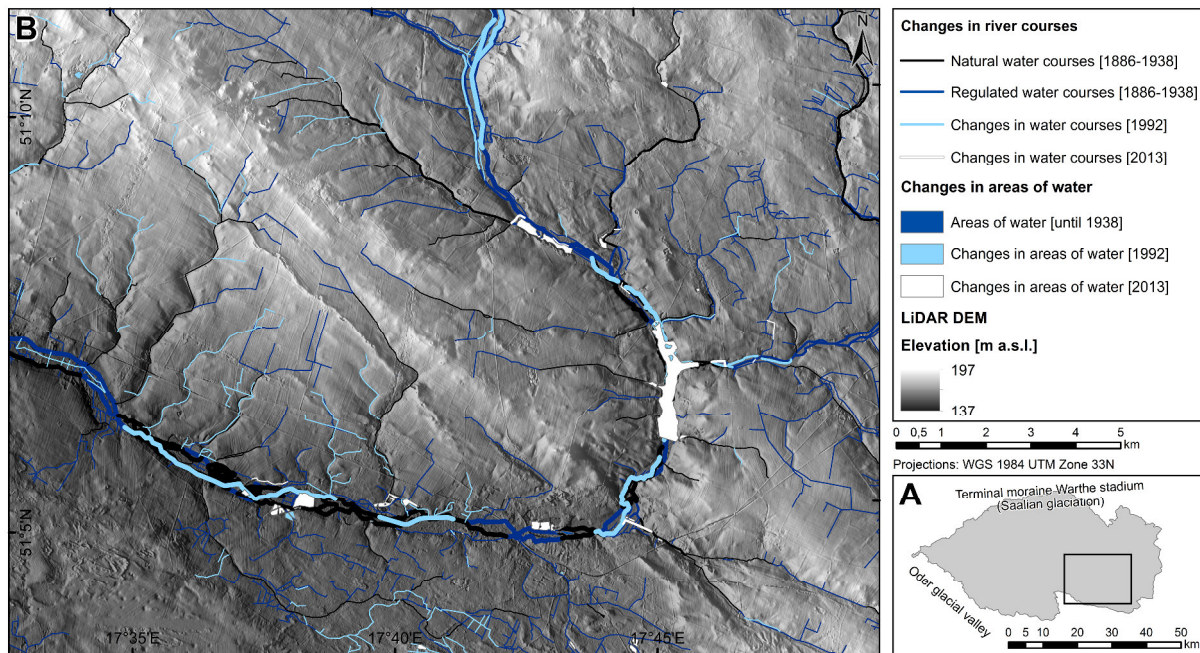 B
N
51°10'N
51°5'N
17°35'E
17°40'E
17°45'E
Changes in river courses
Natural water courses [1886-1938]
Regulated water courses [1886-1938]
Changes in water courses [1992]
Changes in water courses [2013]
Changes in areas of water
Areas of water [until 1938]
Changes in areas of water [1992]
Changes in areas of water [2013]
LiDAR DEM
Elevation [m a.s.l.]
197
137
0 0,5 1 2 3 4 5
km
Projections: WGS 1984 UTM Zone 33N
A
Terminal moraine Warthe stadium
(Saalian glaciation)
Oder glacial valley
0 5 10 20 30 40 50
km